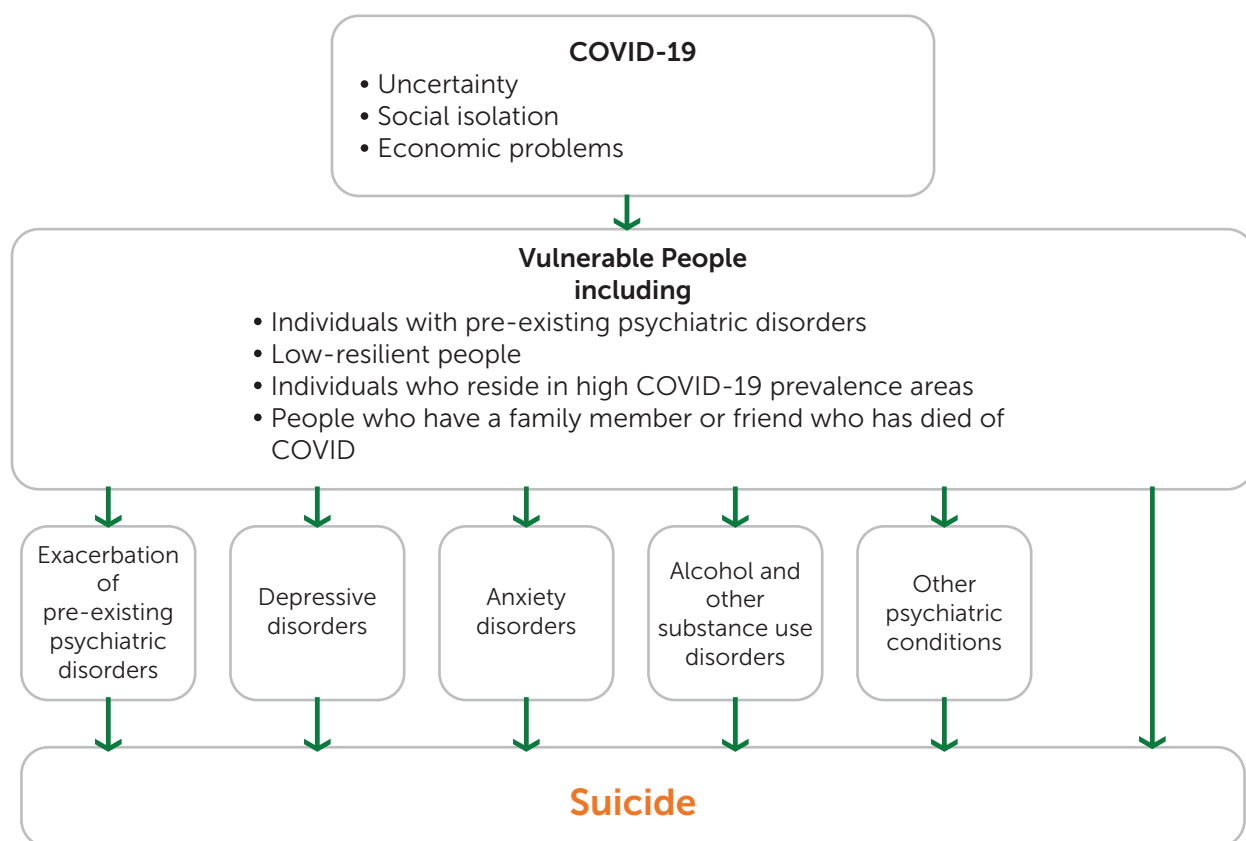 COVID-19
• Uncertainty
• Social isolation
• Economic problems
Vulnerable People
including
• Individuals with pre-existing psychiatric disorders
• Low-resilient people
• Individuals who reside in high COVID-19 prevalence areas
• People who have a family member or friend who has died of
COVID
Exacerbation
of
pre-existing
psychiatric
disorders
Depressive
disorders
Anxiety
disorders
Alcohol and
other
substance use
disorders
Other
psychiatric
conditions
Suicide